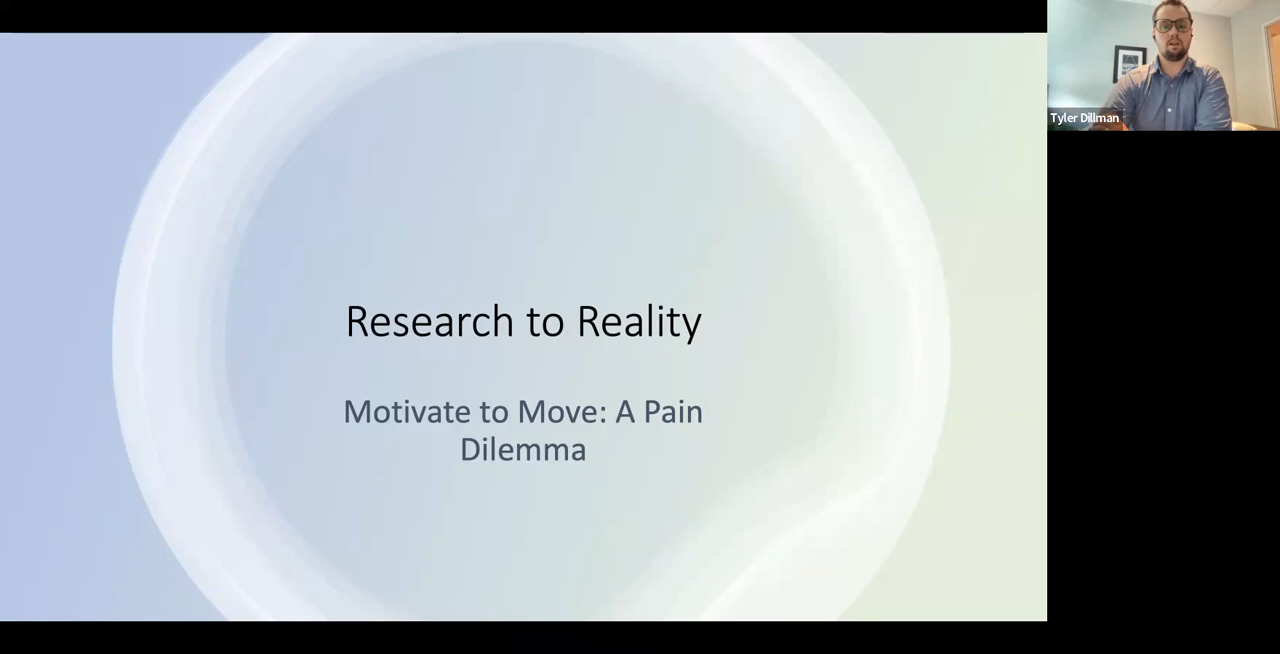 Tyler Dillman
Research to Reality
Motivate to Move: A Pain
Dilemma